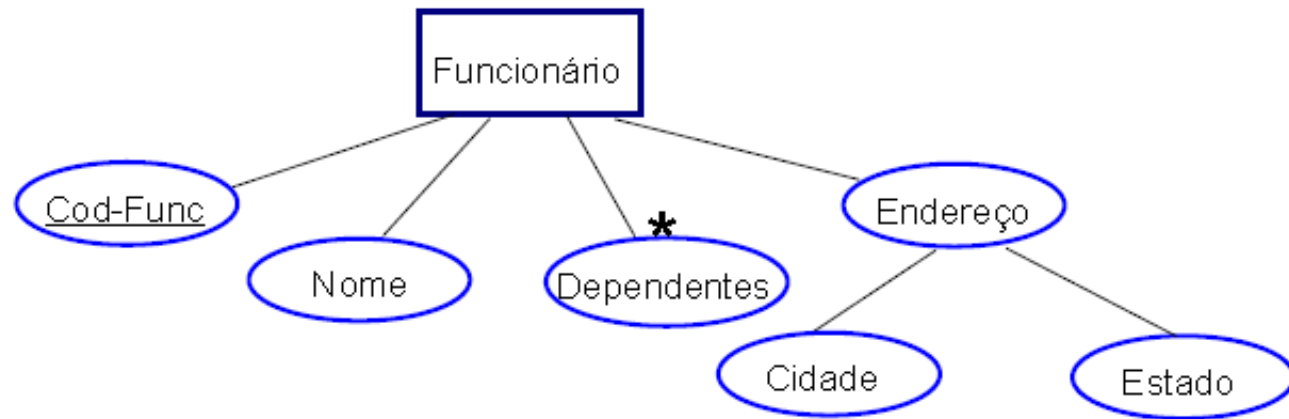 Funcionário
Cod-Func
Nome
Dependentes
*
Endereço
Cidade
Estado